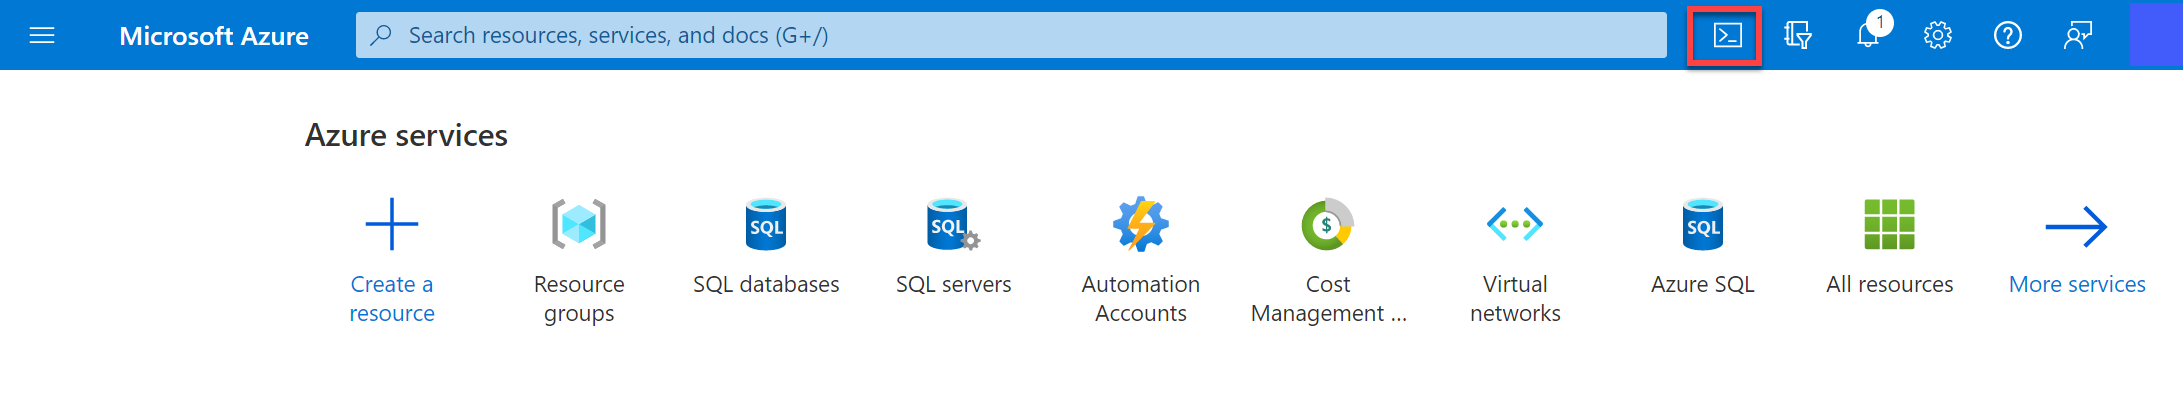 Microsoft Azure
Search resources, services, and docs (G+/)
1
Azure services
Create a
resource
Resource
groups
SQL
SQL databases
SQL
SQL servers
Automation
Accounts
$
Cost
Management ...
Virtual
networks
SQL
Azure SQL
All resources
More services